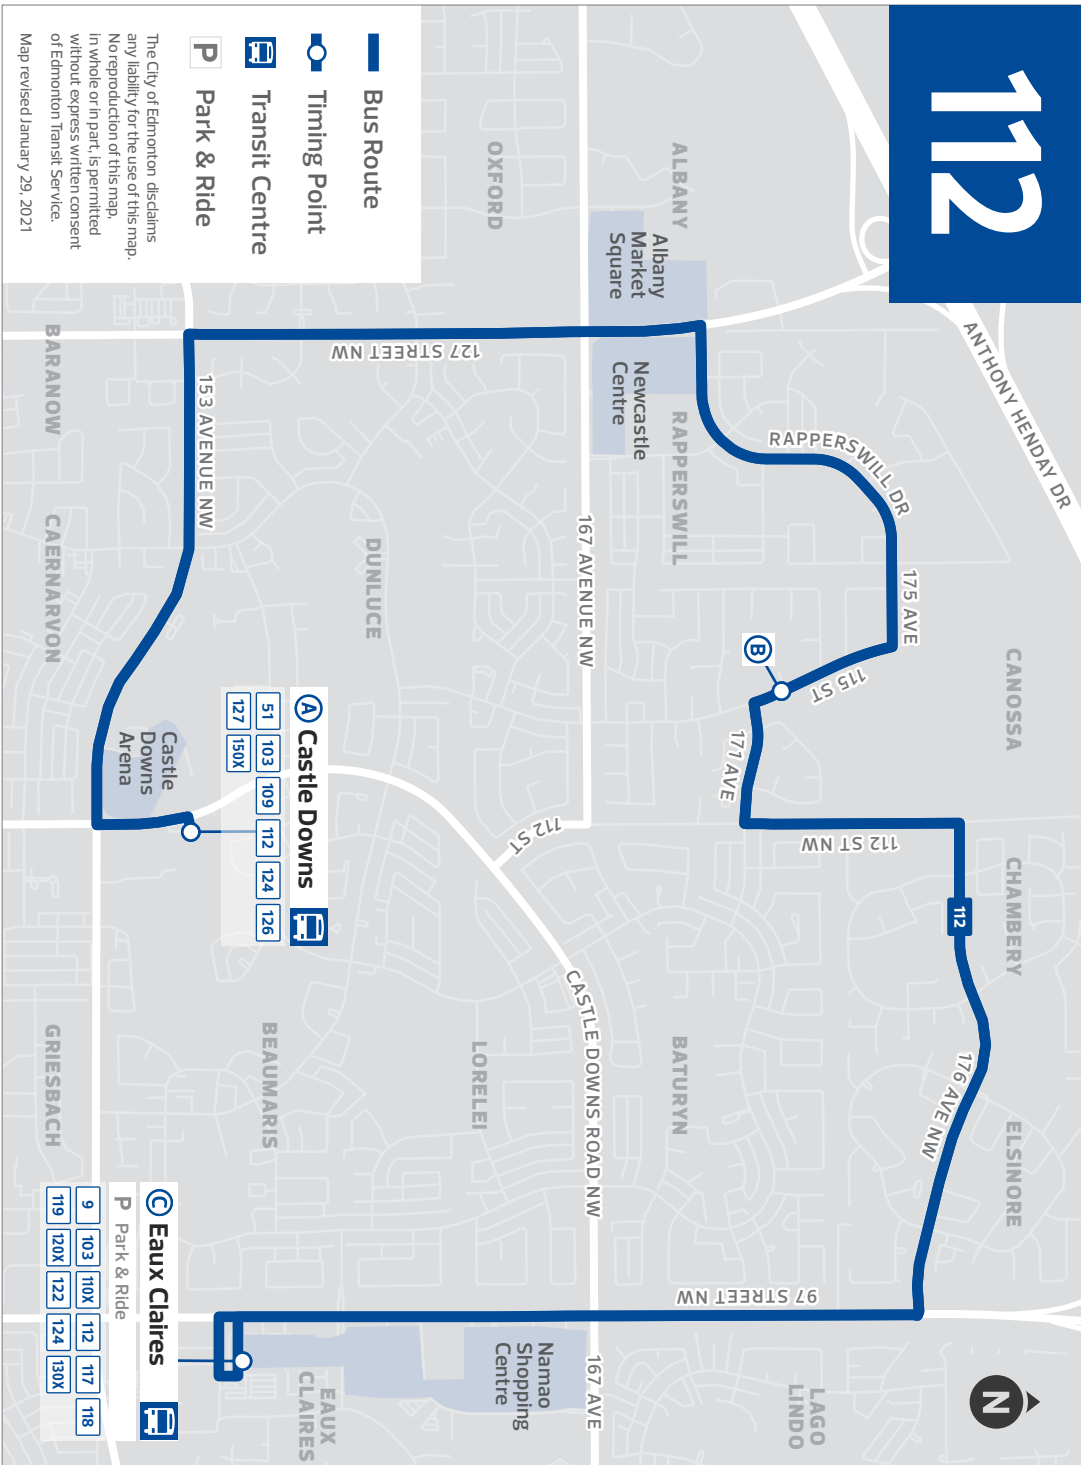 112
ANTHONY HENDAY DR
ALBANY
OXFORD
Albany
Market
Square
Newcastle
Centre
RAPPERSWILL
RAPPERSWILL DR
175 AVE
115 ST
B
171 AVE
112 ST NW
112
CANOSSA
CHAMBERY
ELSINORE
176 AVE NW
97 STREET NW
127 STREET NW
153 AVENUE NW
167 AVENUE NW
112 ST
CASTLE DOWNS ROAD NW
167 AVE
BARANOW
CAERNARVON
DUNLUCE
BEAUMARIS
LORELEI
BATURYN
GRIESBACH
Castle
Downs
Arena
A Castle Downs
51 103 109 112 124 126
127 150X
C Eaux Claires
P Park & Ride
9 103 110X 112 117 118
119 120X 122 124 130X
Namao
Shopping
Centre
EAUX
CLAIRES
LAGO
LINDO
N
Bus Route
Timing Point
Transit Centre
P Park & Ride
The City of Edmonton disclaims
any liability for the use of this map.
No reproduction of this map,
in whole or in part, is permitted
without express written consent
of Edmonton Transit Service.
Map revised January 29, 2021